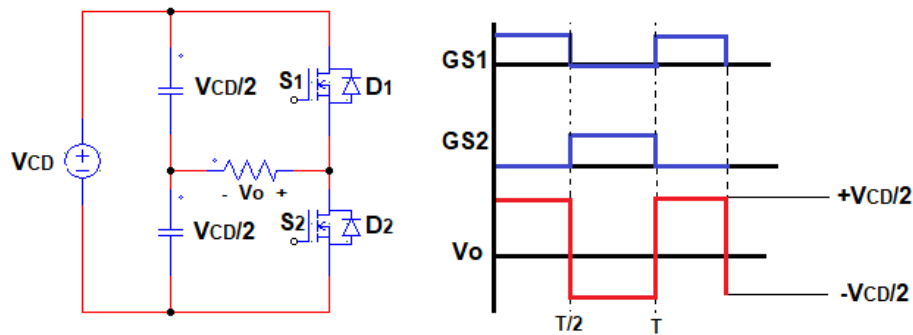 VCD
VCD/2
VCD/2
S1
D1
- Vo +
S2
D2
GS1
GS2
Vo
+VCD/2
-VCD/2
T/2
T